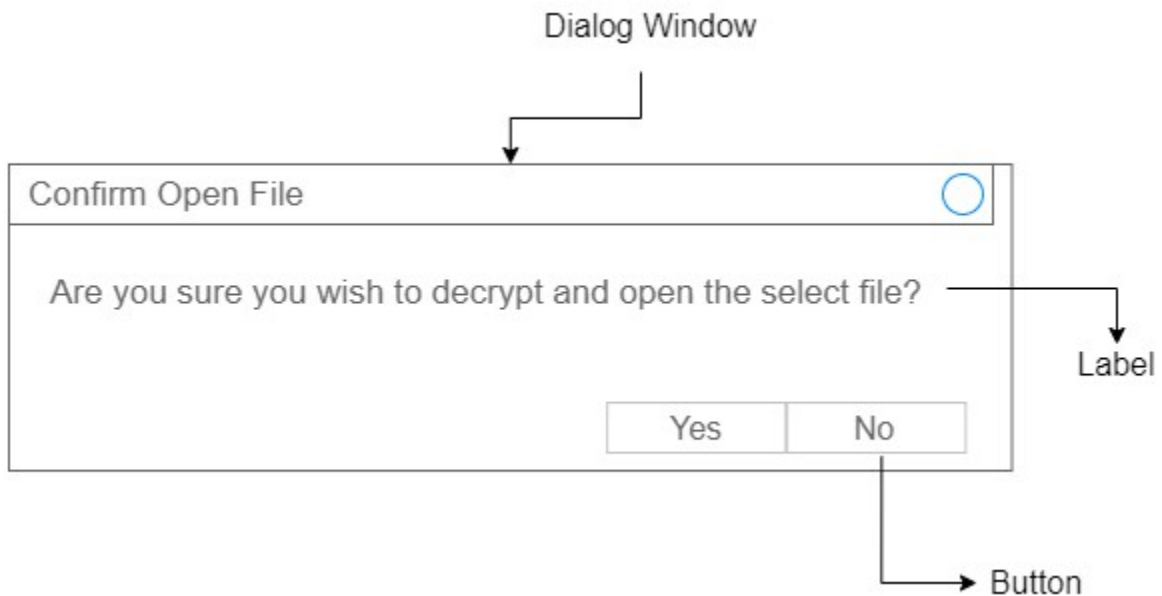 Dialog Window
Confirm Open File
Are you sure you wish to decrypt and open the select file?
Label
Yes
No
Button